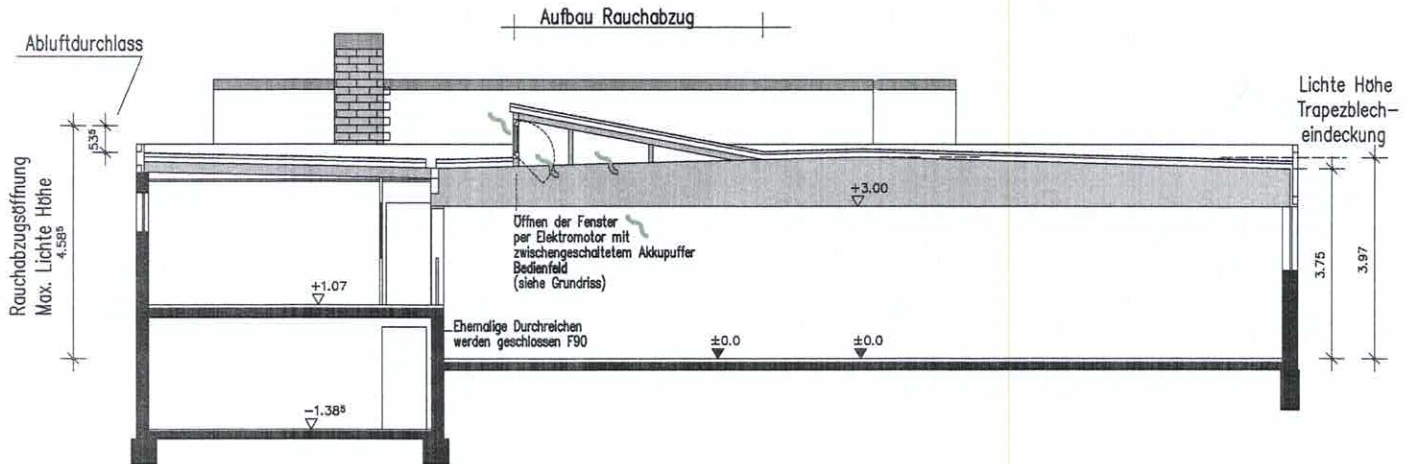 Aufbau Rauchabzug
Abluftdurchlass
Lichte Höhe
Trapezblech-
eindeckung
53⁵
Rauchabzugsöffnung
Max. Lichte Höhe
4.58⁵
+3.00
Öffnen der Fenster
per Elektromotor mit
zwischengeschaltetem Akkupuffer
Bedienfeld
(siehe Grundriss)
3.75
3.97
+1.07
Ehemalige Durchreichen
werden geschlossen F90
±0.0
±0.0
-1.38⁵